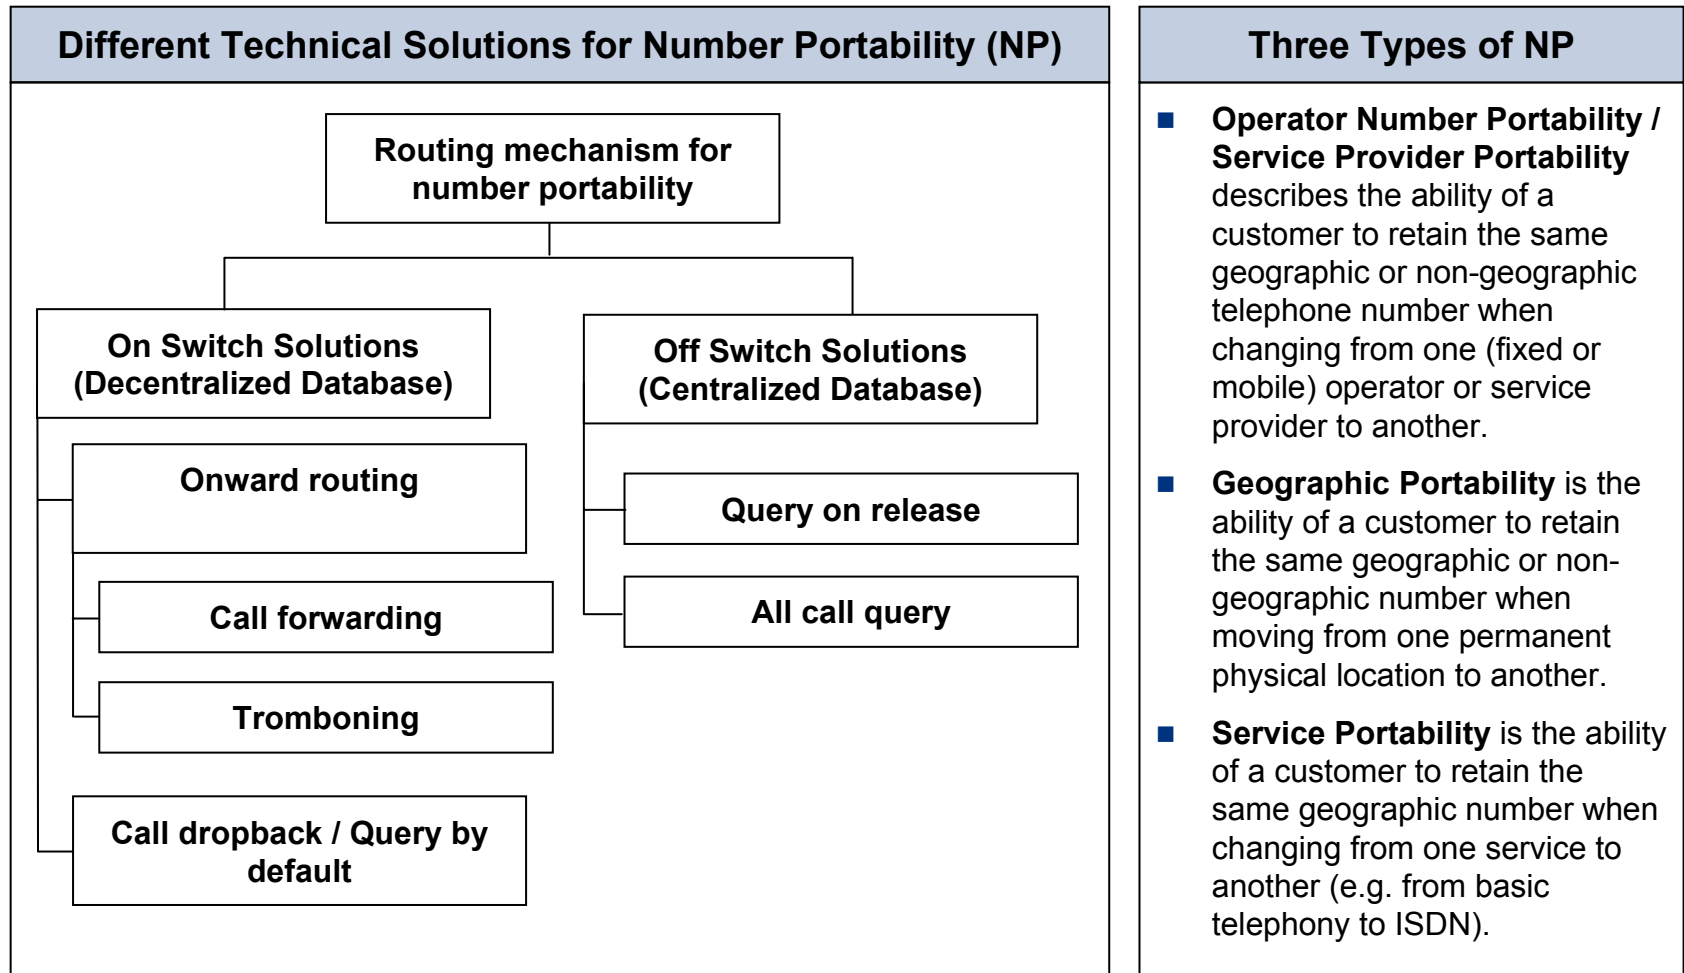 Different Technical Solutions for Number Portability (NP)
Routing mechanism for
number portability
On Switch Solutions
(Decentralized Database)
Onward routing
Call forwarding
Tromboning
Call dropback / Query by
default
Off Switch Solutions
(Centralized Database)
Query on release
All call query
Three Types of NP
Operator Number Portability /
Service Provider Portability
describes the ability of a
customer to retain the same
geographic or non-geographic
telephone number when
changing from one (fixed or
mobile) operator or service
provider to another.
Geographic Portability is the
ability of a customer to retain
the same geographic or non-
geographic number when
moving from one permanent
physical location to another.
Service Portability is the ability
of a customer to retain the
same geographic number when
changing from one service to
another (e.g. from basic
telephony to ISDN).